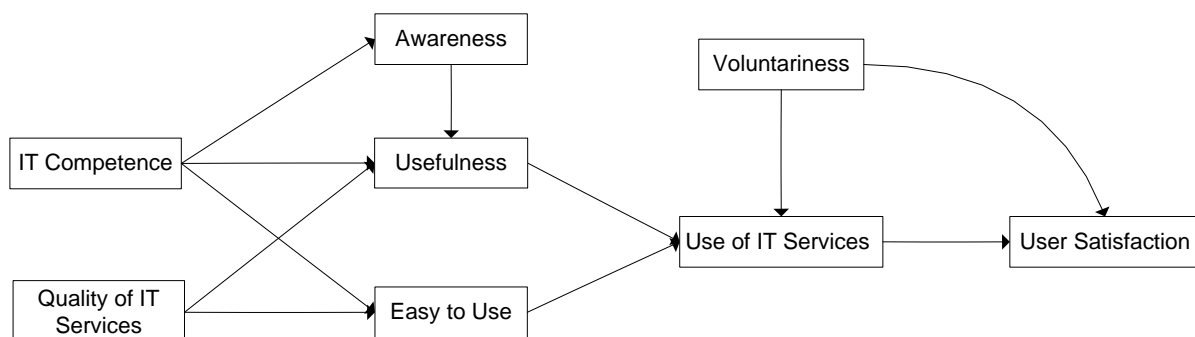 Awareness
Voluntariness
IT Competence
Usefulness
Use of IT Services
User Satisfaction
Quality of IT
Services
Easy to Use